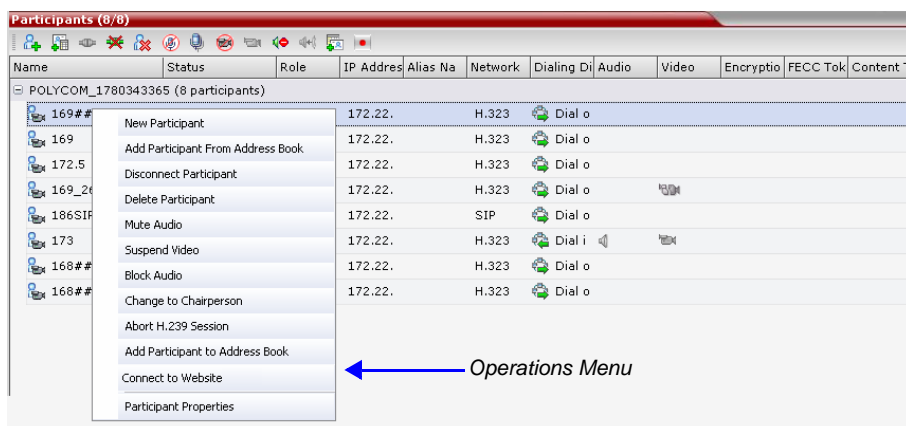 Participants (8/8)
Name Status Role IP Addres Alias Na Network Dialing Di Audio Video Encryptio FECC Tok Content T
POLYCOM_1780343365 (8 participants)
169## 172.22. H.323 Dial o
169 172.22. H.323 Dial o
172.5 172.22. H.323 Dial o
169_26 172.22. H.323 Dial o
186SIP 172.22. SIP Dial o
173 172.22. H.323 Dial i
168## 172.22. H.323 Dial o
168## 172.22. H.323 Dial o
New Participant
Add Participant From Address Book
Disconnect Participant
Delete Participant
Mute Audio
Suspend Video
Block Audio
Change to Chairperson
Abort H.239 Session
Add Participant to Address Book
Connect to Website
Participant Properties
Operations Menu